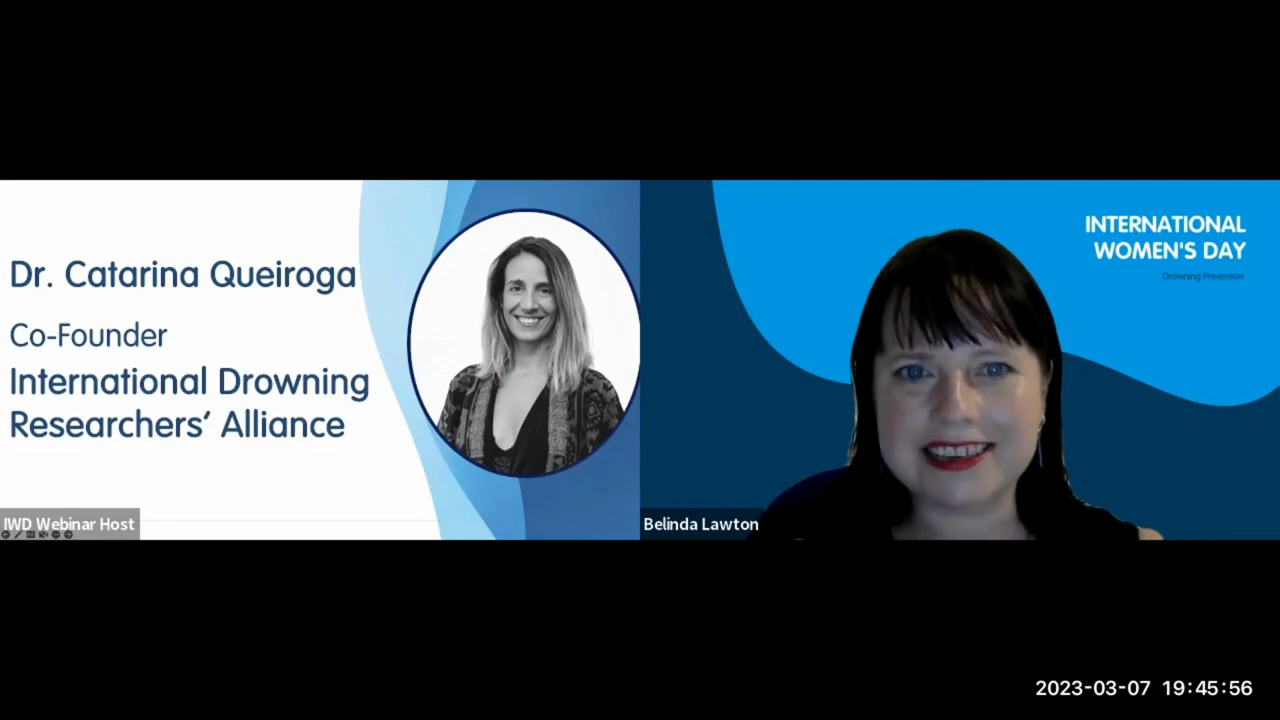 Dr. Catarina Queiroga
Co-Founder
International Drowning
Researchers’ Alliance
IWD Webinar Host
INTERNATIONAL
WOMEN'S DAY
Drowning Prevention
Belinda Lawton
2023-03-07 19:45:56